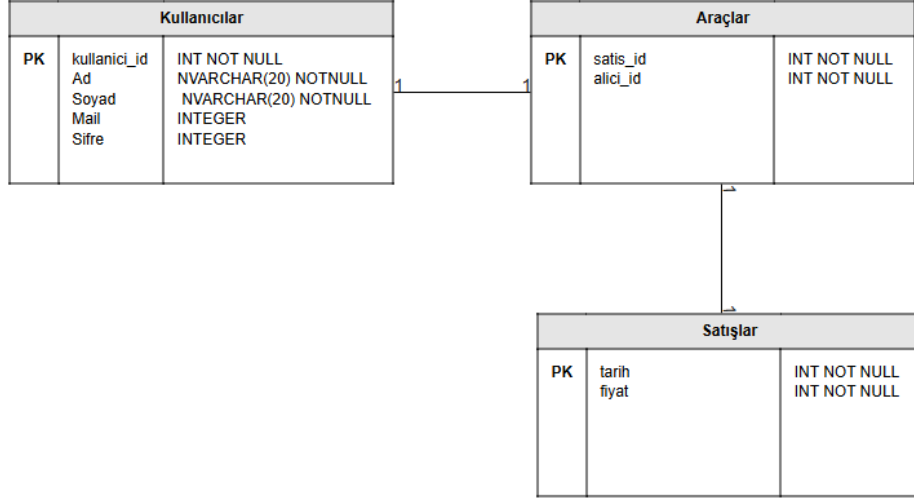 Kullanıcılar
PK kullanici_id INT NOT NULL
Ad NVARCHAR(20) NOTNULL
Soyad NVARCHAR(20) NOTNULL
Mail INTEGER
Sifre INTEGER
1 1
Araçlar
PK satis_id INT NOT NULL
alici_id INT NOT NULL
1
1
Satışlar
PK tarih INT NOT NULL
fiyat INT NOT NULL